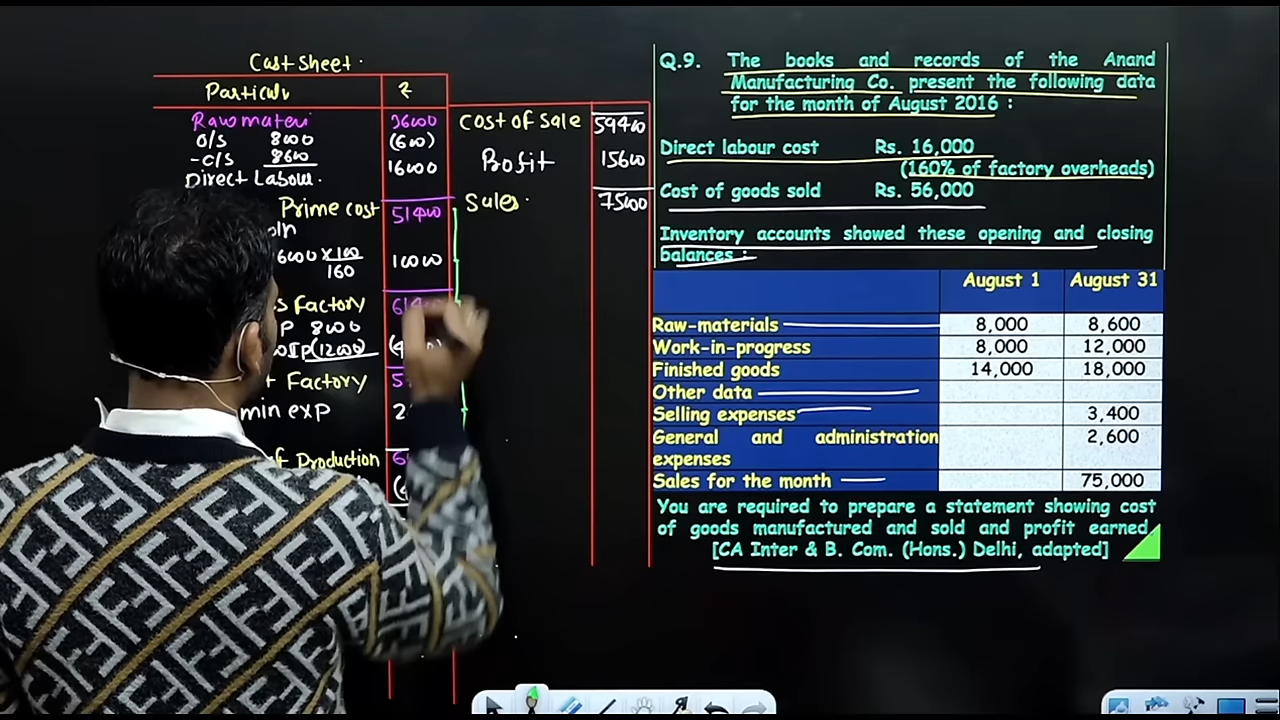 Cost Sheet.
Particulr ₹
Raw materi 36000
O/S 8000 (600)
-C/S 8600 16000
Direct Labour.
Prime cost 51400
6000 x 100 10000
160
s Factory
P 8000
(12000)
+ Factory
min exp
of Production
Cost of Sale 59400
Profit 15600
Sales. 75000
Q.9. The books and records of the Anand
Manufacturing Co. present the following data
for the month of August 2016 :
Direct labour cost Rs. 16,000
(160% of factory overheads)
Cost of goods sold Rs. 56,000
Inventory accounts showed these opening and closing
balances :
August 1 August 31
Raw-materials 8,000 8,600
Work-in-progress 8,000 12,000
Finished goods 14,000 18,000
Other data
Selling expenses 3,400
General and administration 2,600
expenses
Sales for the month 75,000
You are required to prepare a statement showing cost
of goods manufactured and sold and profit earned.
[CA Inter & B. Com. (Hons.) Delhi, adapted]